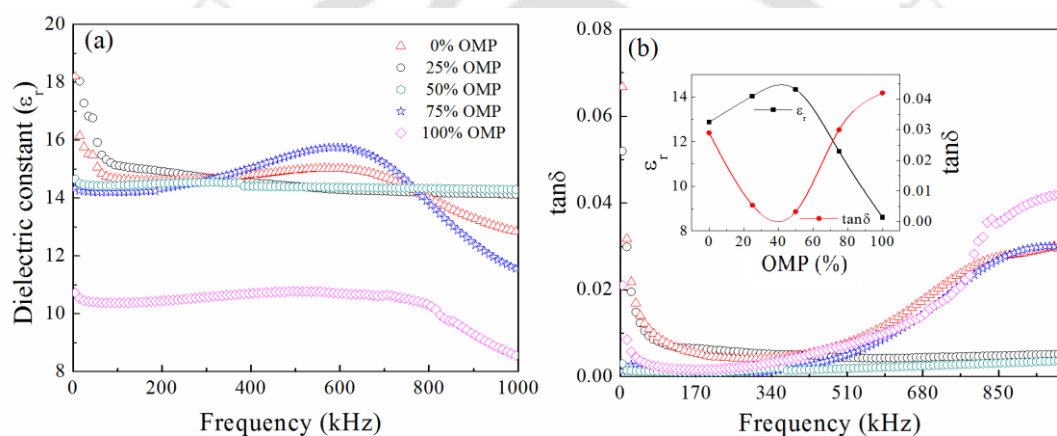 (a)
0% OMP
25% OMP
50% OMP
75% OMP
100% OMP
Dielectric constant (ε_r)
20
18
16
14
12
10
8
0 200 400 600 800 1000
Frequency (kHz)
(b)
tanδ
0.08
0.06
0.04
0.02
0.00
0 170 340 510 680 850
Frequency (kHz)
ε_r
14
12
10
8
ε_r
tanδ
0 20 40 60 80 100
OMP (%)
0.04
0.03
0.02
0.01
0.00
tanδ